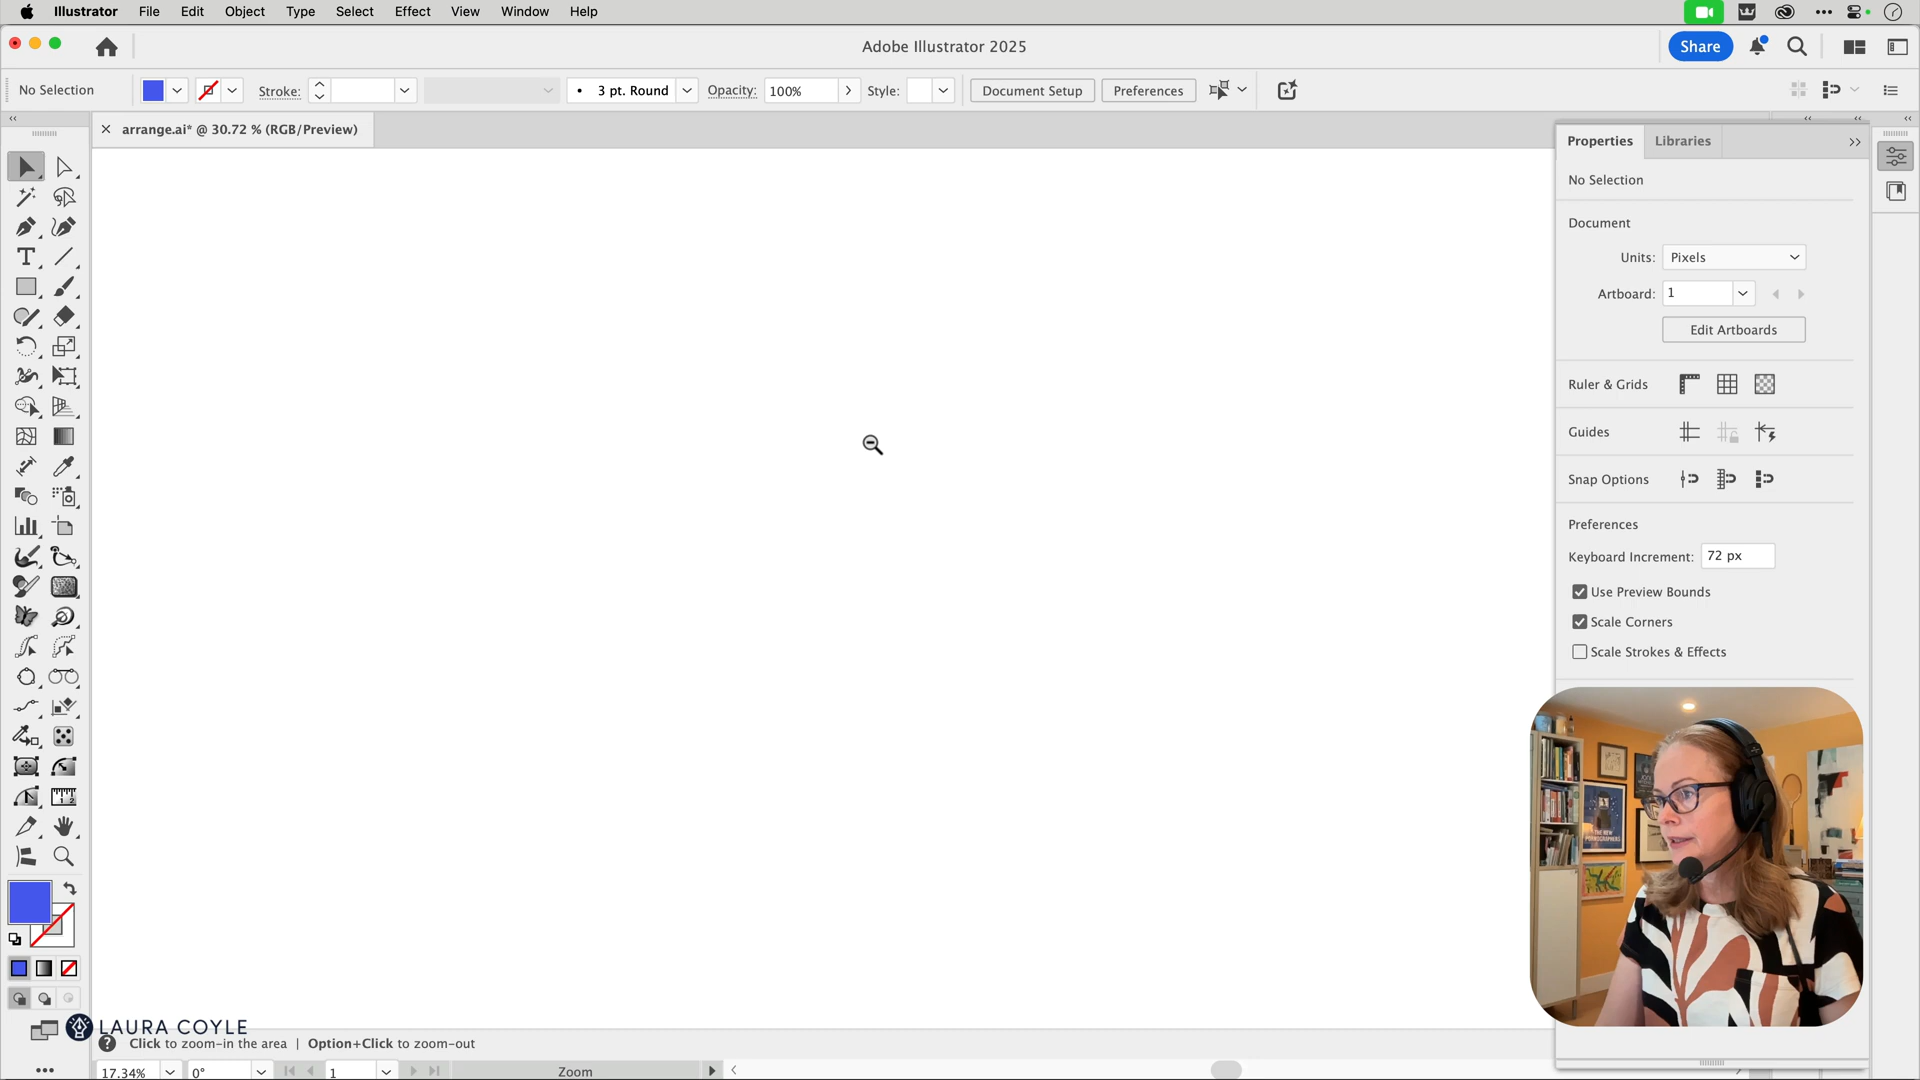 Illustrator File Edit Object Type Select Effect View Window Help
Adobe Illustrator 2025
Share
No Selection
Stroke:
3 pt. Round
Opacity: 100%
Style:
Document Setup
Preferences
arrange.ai* @ 30.72 % (RGB/Preview)
Properties
Libraries
No Selection
Document
Units: Pixels
Artboard: 1
Edit Artboards
Ruler & Grids
Guides
Snap Options
Preferences
Keyboard Increment: 72 px
Use Preview Bounds
Scale Corners
Scale Strokes & Effects
LAURA COYLE
Click to zoom-in the area | Option+Click to zoom-out
17.34% 0° 1 Zoom